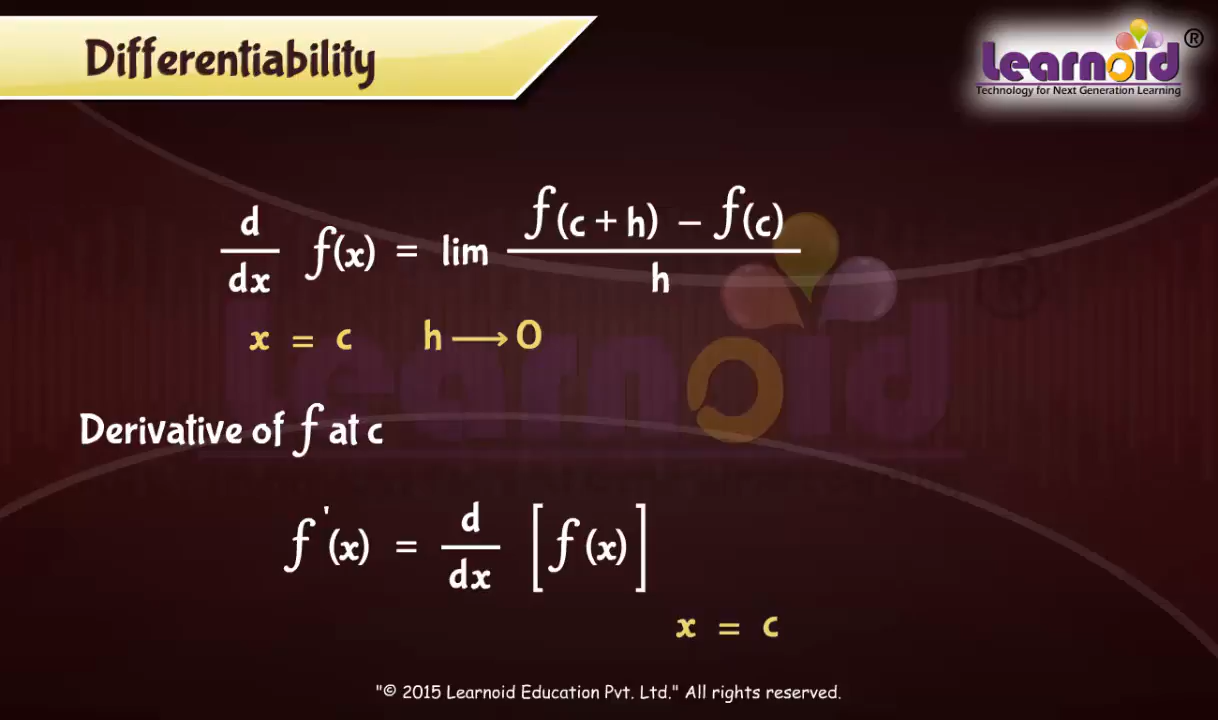 Differentiability
Learnoid®
Technology for Next Generation Learning
d/dx f(x) = lim (f(c + h) – f(c))/h
x = c h ⟶ 0
Derivative of f at c
f'(x) = d/dx [f(x)]
x = c
"© 2015 Learnoid Education Pvt. Ltd." All rights reserved.